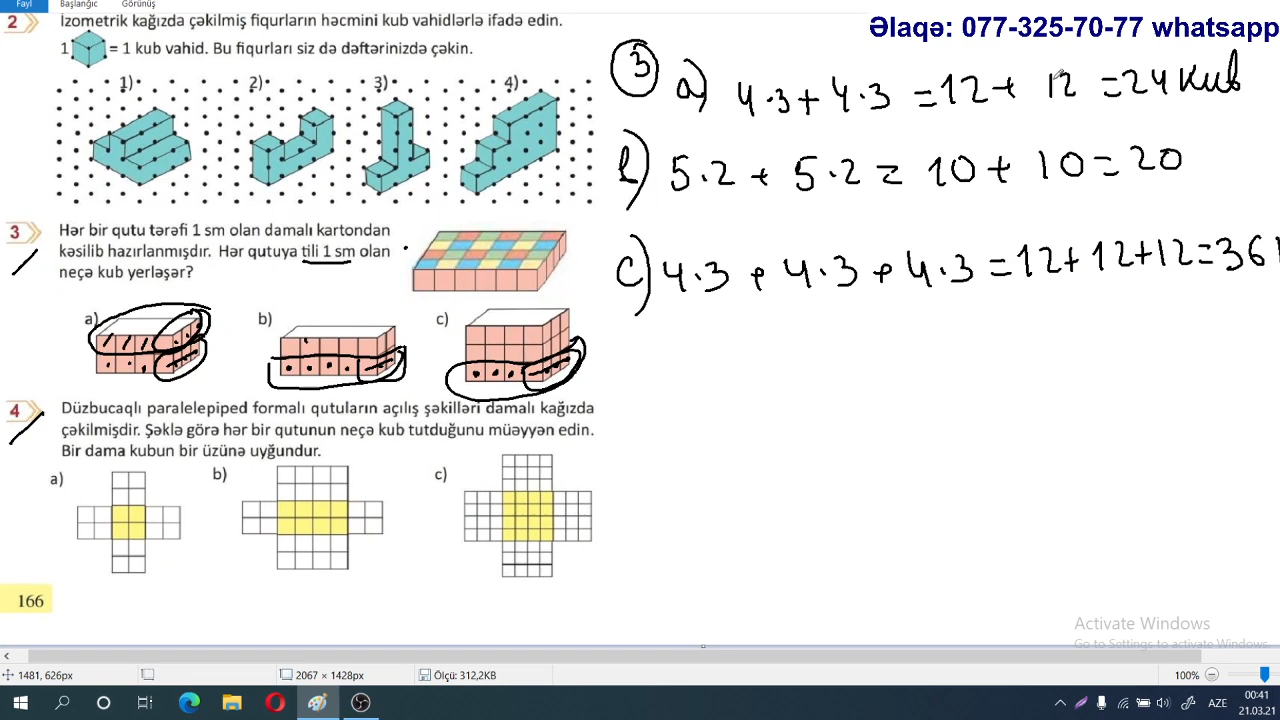 Fayl Başlanğıc Görünüş
Əlaqə: 077-325-70-77 whatsapp
2 İzometrik kağızda çəkilmiş fiqurların həcmini kub vahidlərlə ifadə edin.
1 = 1 kub vahid. Bu fiqurları siz də dəftərinizdə çəkin.
1) 2) 3) 4)
3 Hər bir qutu tərəfi 1 sm olan damalı kartondan
kəsilib hazırlanmışdır. Hər qutuya tili 1 sm olan
neçə kub yerləşər?
a) b) c)
4 Düzbucaqlı paralelepiped formalı qutuların açılış şəkilləri damalı kağızda
çəkilmişdir. Şəklə görə hər bir qutunun neçə kub tutduğunu müəyyən edin.
Bir dama kubun bir üzünə uyğundur.
a) b) c)
166
3 a) 4·3+4·3=12+12=24 kub
b) 5·2+5·2=10+10=20
c) 4·3+4·3+4·3=12+12+12=36
Activate Windows
Go to Settings to activate Windows.
1481, 626px 2067 × 1428px Ölçü: 312,2KB 100%
AZE 00:41
21.03.21